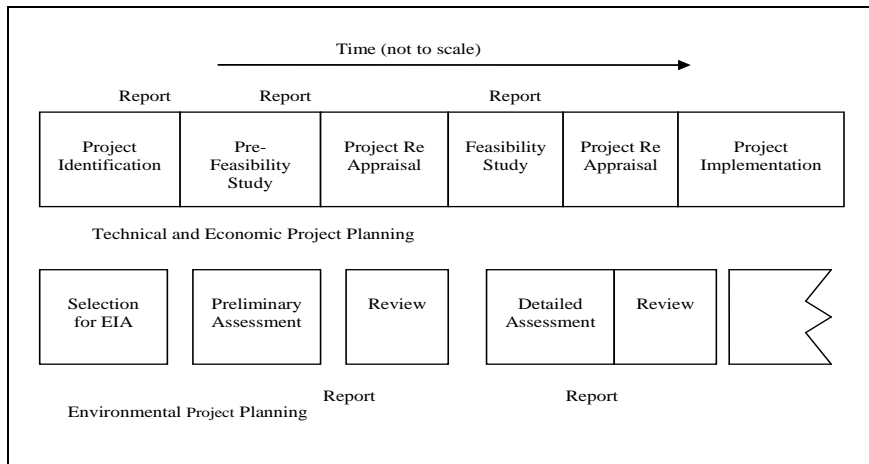 Time (not to scale)
Report Report Report
Project Identification
Pre-Feasibility Study
Project Re Appraisal
Feasibility Study
Project Re Appraisal
Project Implementation
Technical and Economic Project Planning
Selection for EIA
Preliminary Assessment
Review
Detailed Assessment
Review
Report Report
Environmental Project Planning